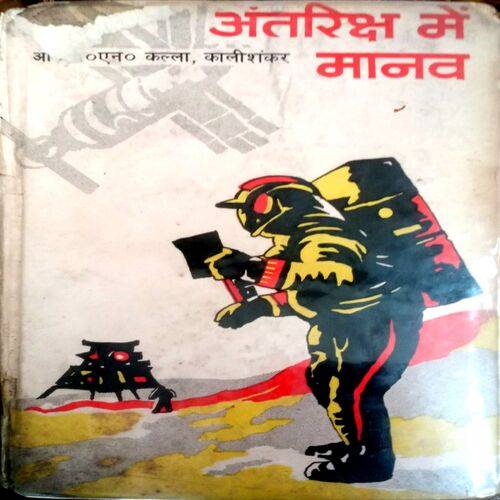 अंतरिक्ष में
०एन० कल्ला, कालीशंकर
मानव